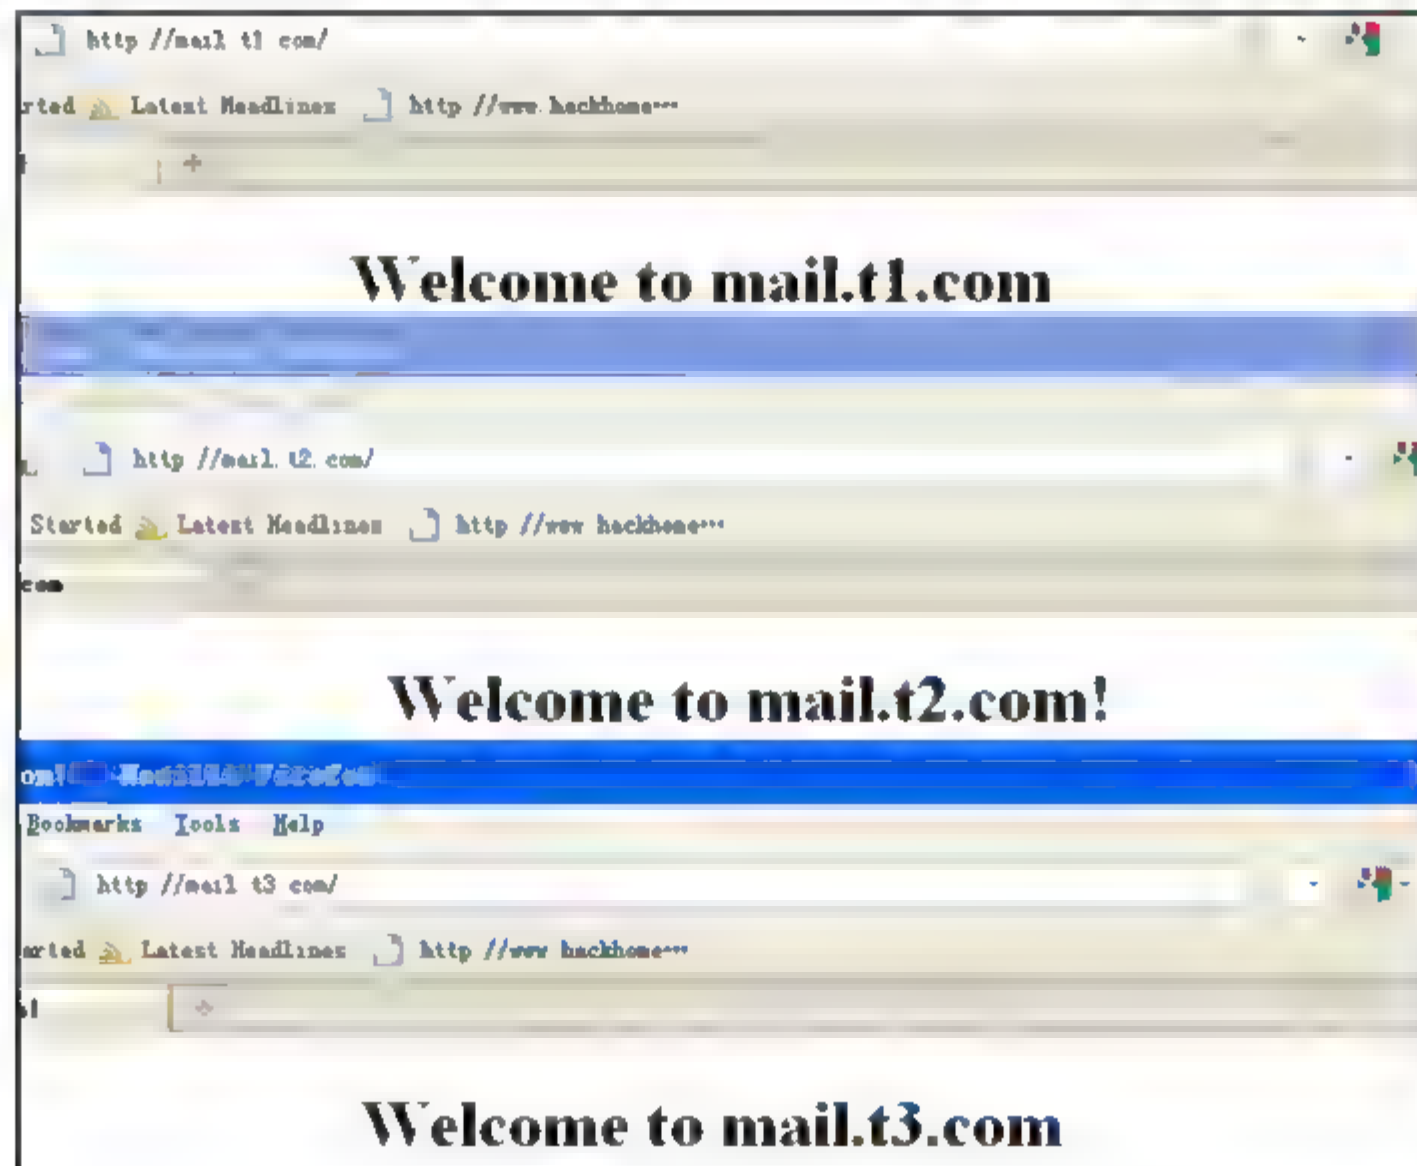 http //mail t1 com/
rted Latest Headlines http //www.hackhome…
Welcome to mail.t1.com
http //mail. t2. com/
Started Latest Headlines http //www hackhome…
com
Welcome to mail.t2.com!
Bookmarks Tools Help
http //mail t3 com/
arted Latest Headlines http //www hackhome…
Welcome to mail.t3.com